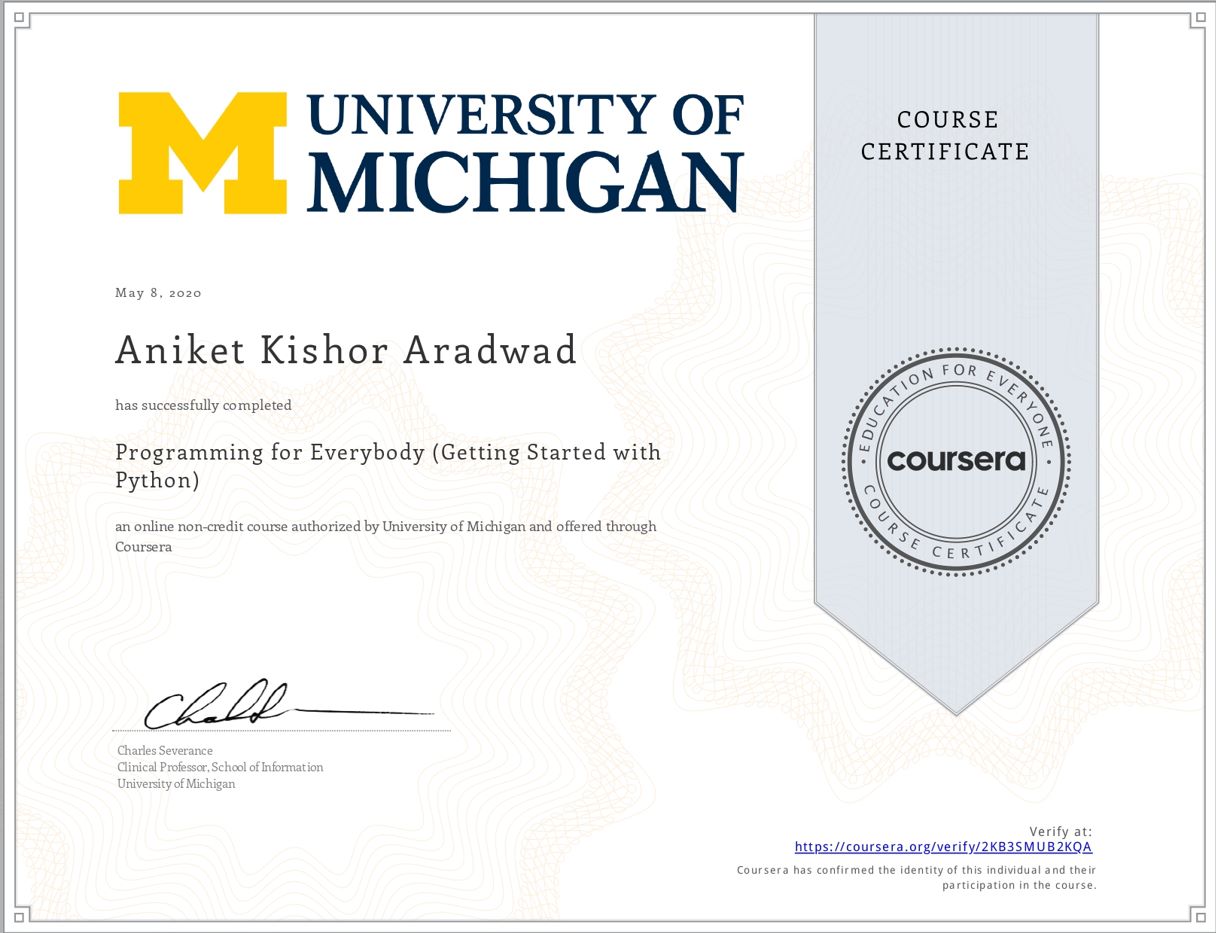 UNIVERSITY OF
MICHIGAN
COURSE
CERTIFICATE
May 8, 2020
Aniket Kishor Aradwad
has successfully completed
Programming for Everybody (Getting Started with
Python)
an online non-credit course authorized by University of Michigan and offered through
Coursera
EDUCATION FOR EVERYONE
coursera
COURSE CERTIFICATE
Charles Severance
Clinical Professor, School of Information
University of Michigan
Verify at:
https://coursera.org/verify/2KB3SMUB2KQA
Coursera has confirmed the identity of this individual and their
participation in the course.